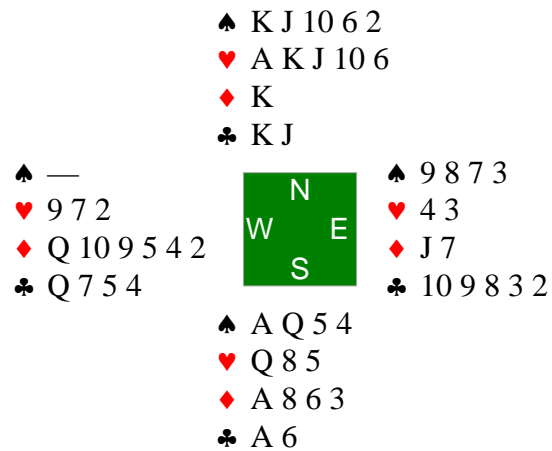 ♠ K J 10 6 2
♥ A K J 10 6
♦ K
♣ K J
♠ —
♥ 9 7 2
♦ Q 10 9 5 4 2
♣ Q 7 5 4
N
W E
S
♠ 9 8 7 3
♥ 4 3
♦ J 7
♣ 10 9 8 3 2
♠ A Q 5 4
♥ Q 8 5
♦ A 8 6 3
♣ A 6